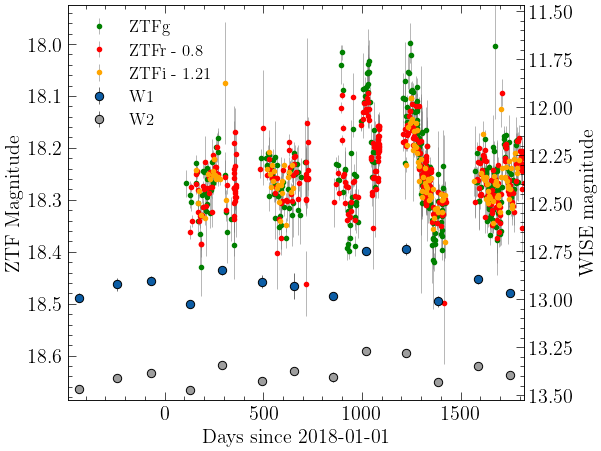 ZTFg
ZTFr - 0.8
ZTFi - 1.21
W1
W2
ZTF Magnitude
18.0
18.1
18.2
18.3
18.4
18.5
18.6
11.50
11.75
12.00
12.25
12.50
12.75
13.00
13.25
13.50
WISE magnitude
0
500
1000
1500
Days since 2018-01-01